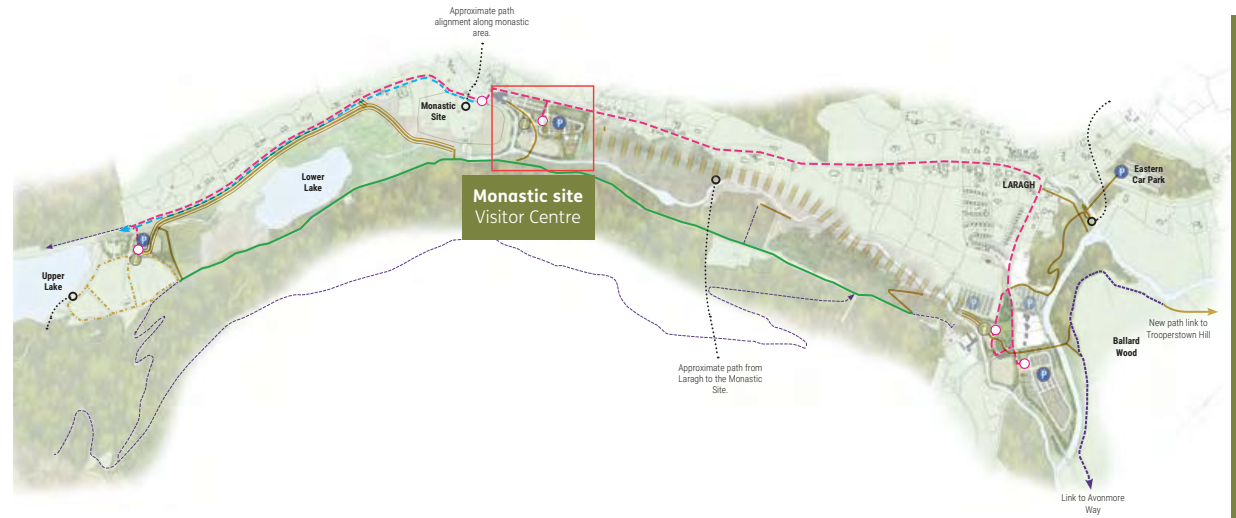 Approximate path
alignment along monastic
area.
Monastic
Site
P
Lower
Lake
Monastic site
Visitor Centre
LARAGH
P
Eastern
Car Park
P
Upper
Lake
P
P
New path link to
Trooperstown Hill
Ballard
Wood
Approximate path from
Laragh to the Monastic
Site.
P
Link to Avonmore
Way